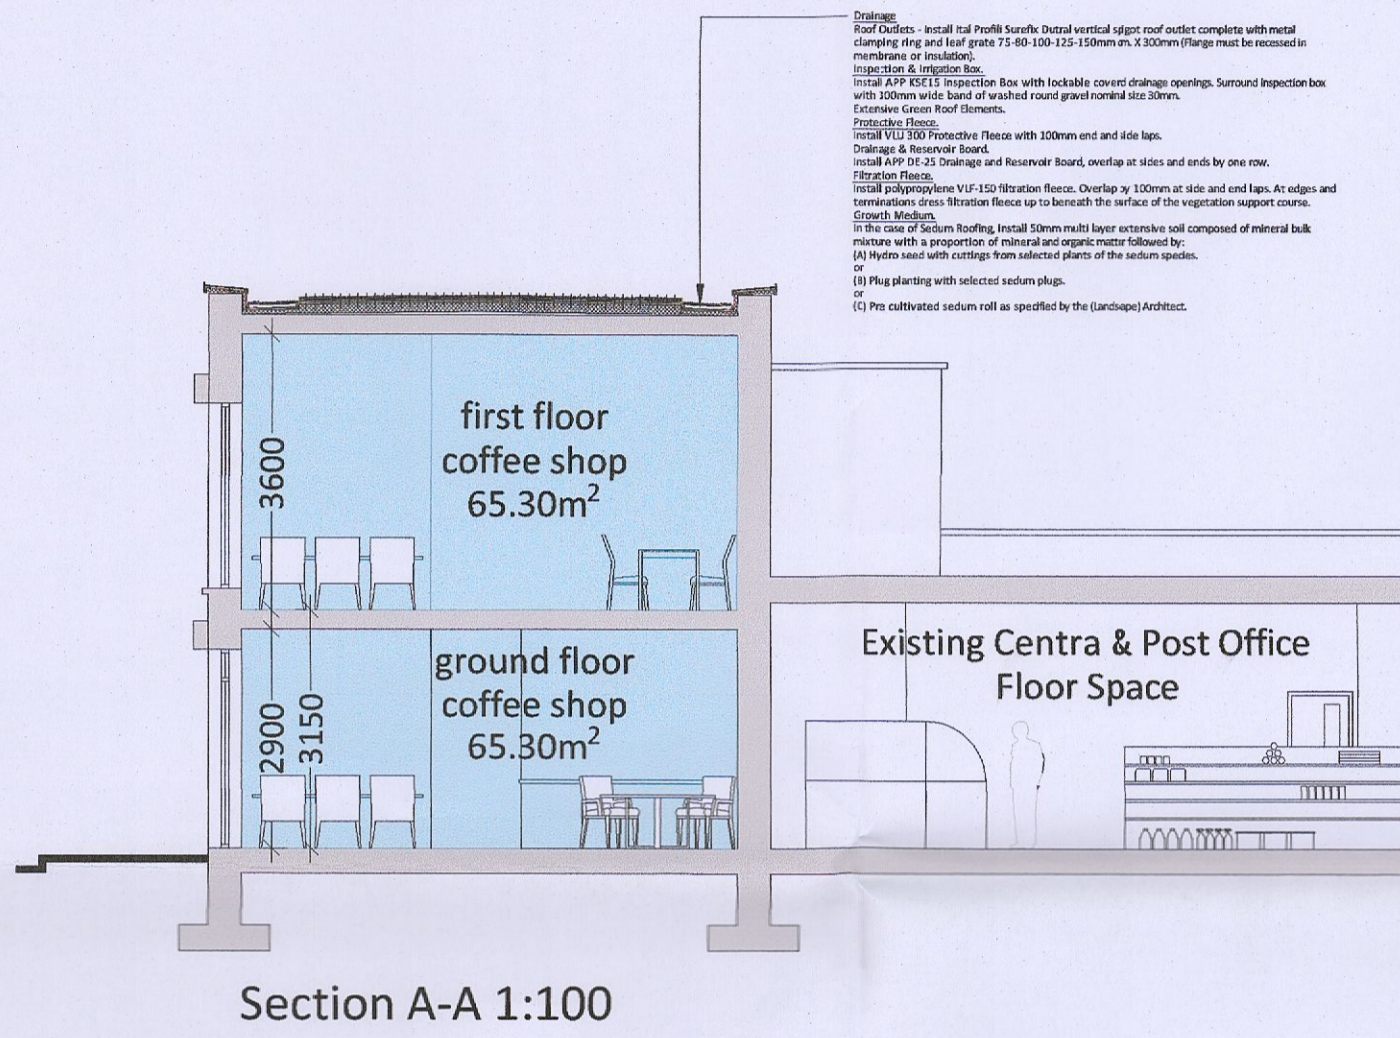 Drainage
Roof Outlets - Install Ital Profili Surefix Dutral vertical spigot roof outlet complete with metal
clamping ring and leaf grate 75-80-100-125-150mm om. X 300mm (Flange must be recessed in
membrane or insulation).
Inspection & Irrigation Box.
Install APP KSE15 Inspection Box with lockable coverd drainage openings. Surround inspection box
with 300mm wide band of washed round gravel nominal size 30mm.
Extensive Green Roof Elements.
Protective Fleece.
Install VLU 300 Protective Fleece with 100mm end and side laps.
Drainage & Reservoir Board.
Install APP DE-25 Drainage and Reservoir Board, overlap at sides and ends by one row.
Filtration Fleece.
Install polypropylene VLF-150 filtration fleece. Overlap by 100mm at side and end laps. At edges and
terminations dress filtration fleece up to beneath the surface of the vegetation support course.
Growth Medium.
In the case of Sedum Roofing, Install 50mm multi layer extensive soil composed of mineral bulk
mixture with a proportion of mineral and organic mattir followed by:
(A) Hydro seed with cuttings from selected plants of the sedum species.
or
(B) Plug planting with selected sedum plugs.
or
(C) Pre cultivated sedum roll as specified by the (Landsape) Architect.
first floor
coffee shop
65.30m²
3600
ground floor
coffee shop
65.30m²
2900
3150
Existing Centra & Post Office
Floor Space
Section A-A 1:100